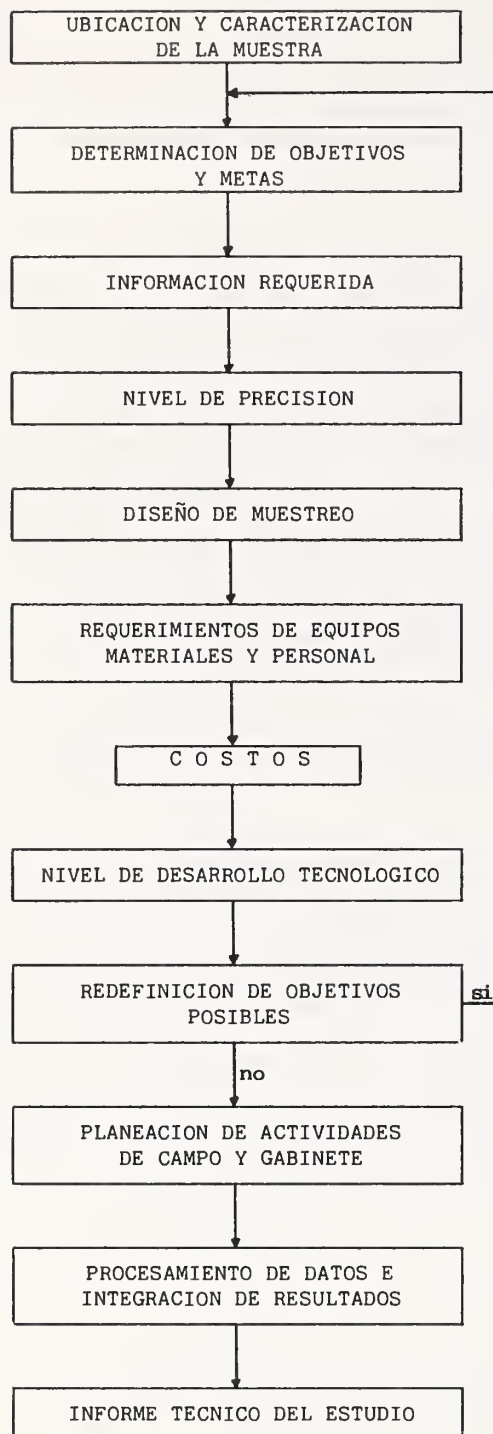 UBICACION Y CARACTERIZACION
DE LA MUESTRA
DETERMINACION DE OBJETIVOS
Y METAS
INFORMACION REQUERIDA
NIVEL DE PRECISION
DISEÑO DE MUESTREO
REQUERIMIENTOS DE EQUIPOS
MATERIALES Y PERSONAL
C O S T O S
NIVEL DE DESARROLLO TECNOLOGICO
REDEFINICION DE OBJETIVOS
POSIBLES
si
no
PLANEACION DE ACTIVIDADES
DE CAMPO Y GABINETE
PROCESAMIENTO DE DATOS E
INTEGRACION DE RESULTADOS
INFORME TECNICO DEL ESTUDIO